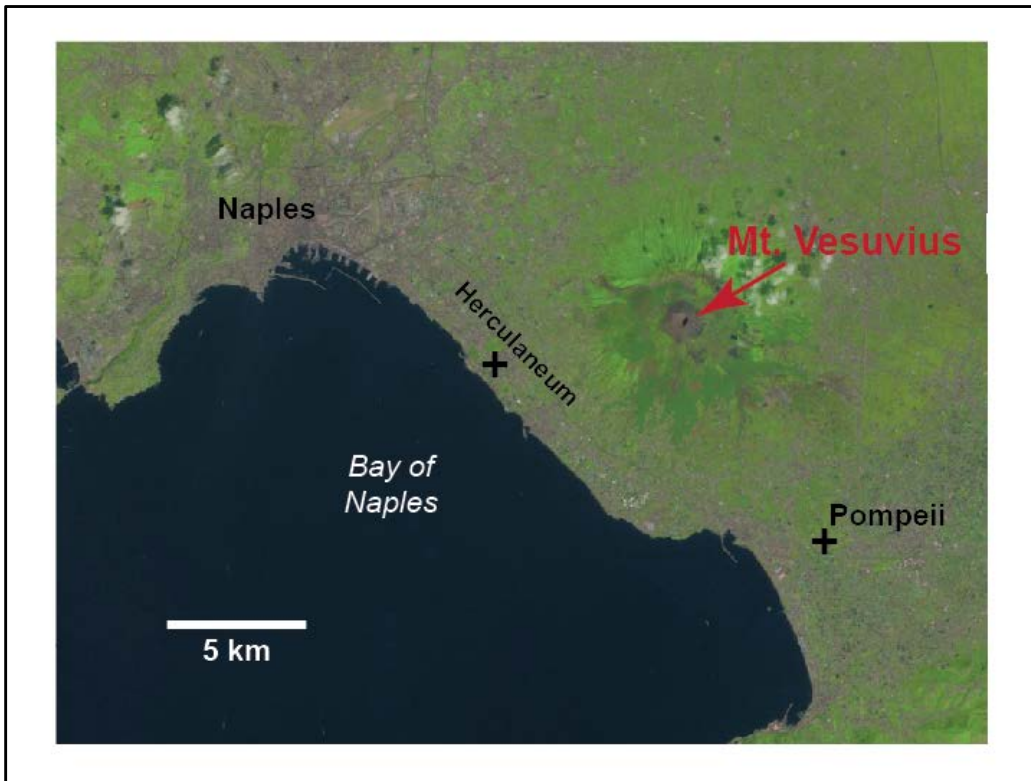 Naples
Mt. Vesuvius
Herculaneum
Bay of
Naples
Pompeii
5 km